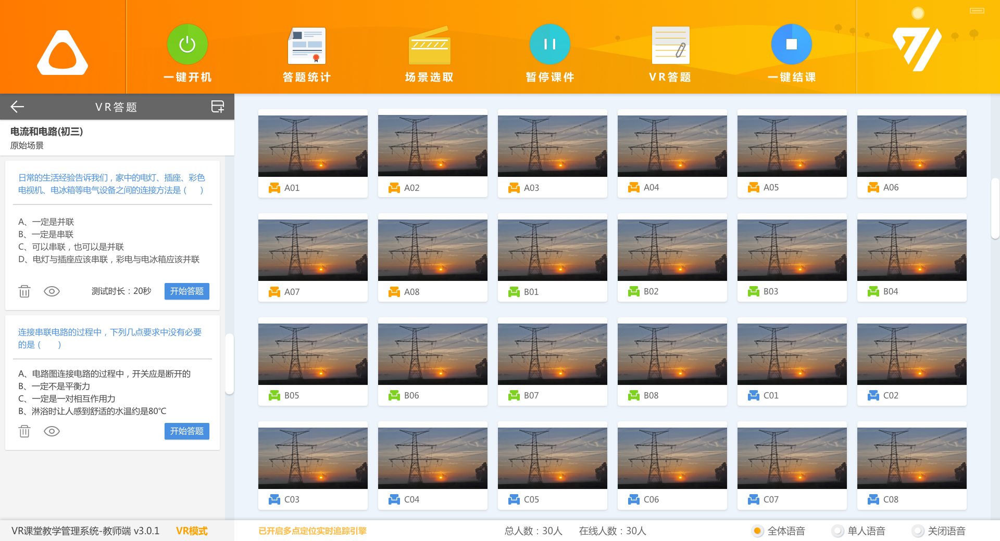 一键开机
答题统计
场景选取
暂停课件
VR答题
一键结课
VR答题
电流和电路(初三)
原始场景
日常的生活经验告诉我们，家中的电灯、插座、彩色
电视机、电冰箱等电气设备之间的连接方法是（　）
A、一定是并联
B、一定是串联
C、可以串联，也可以是并联
D、电灯与插座应该串联，彩电与电冰箱应该并联
测试时长：20秒
开始答题
连接串联电路的过程中，下列几点要求中没有必要
的是（　）
A、电路图连接电路的过程中，开关应是断开的
B、一定不是平衡力
C、一定是一对相互作用力
B、淋浴时让人感到舒适的水温约是80℃
开始答题
A01
A02
A03
A04
A05
A06
A07
A08
B01
B02
B03
B04
B05
B06
B07
B08
C01
C02
C03
C04
C05
C06
C07
C08
VR课堂教学管理系统-教师端 v3.0.1
VR模式
已开启多点定位实时追踪引擎
总人数：30人
在线人数：30人
全体语音
单人语音
关闭语音